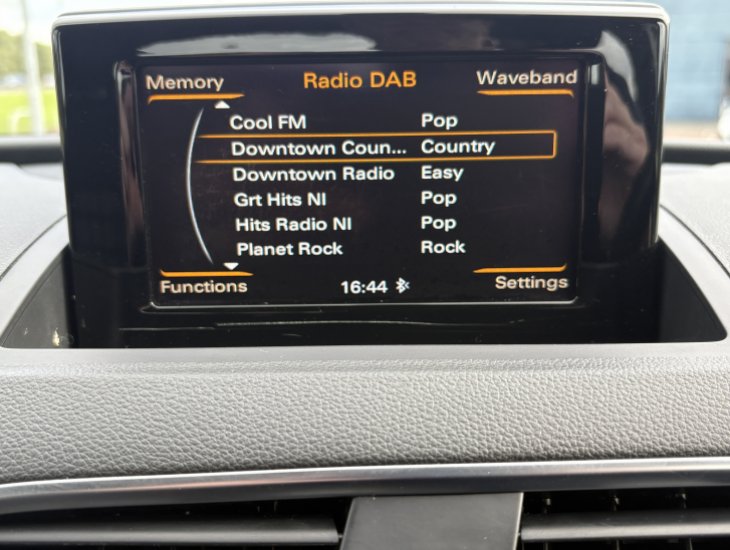 Memory Radio DAB Waveband
Cool FM Pop
Downtown Coun... Country
Downtown Radio Easy
Grt Hits NI Pop
Hits Radio NI Pop
Planet Rock Rock
Functions 16:44 Settings